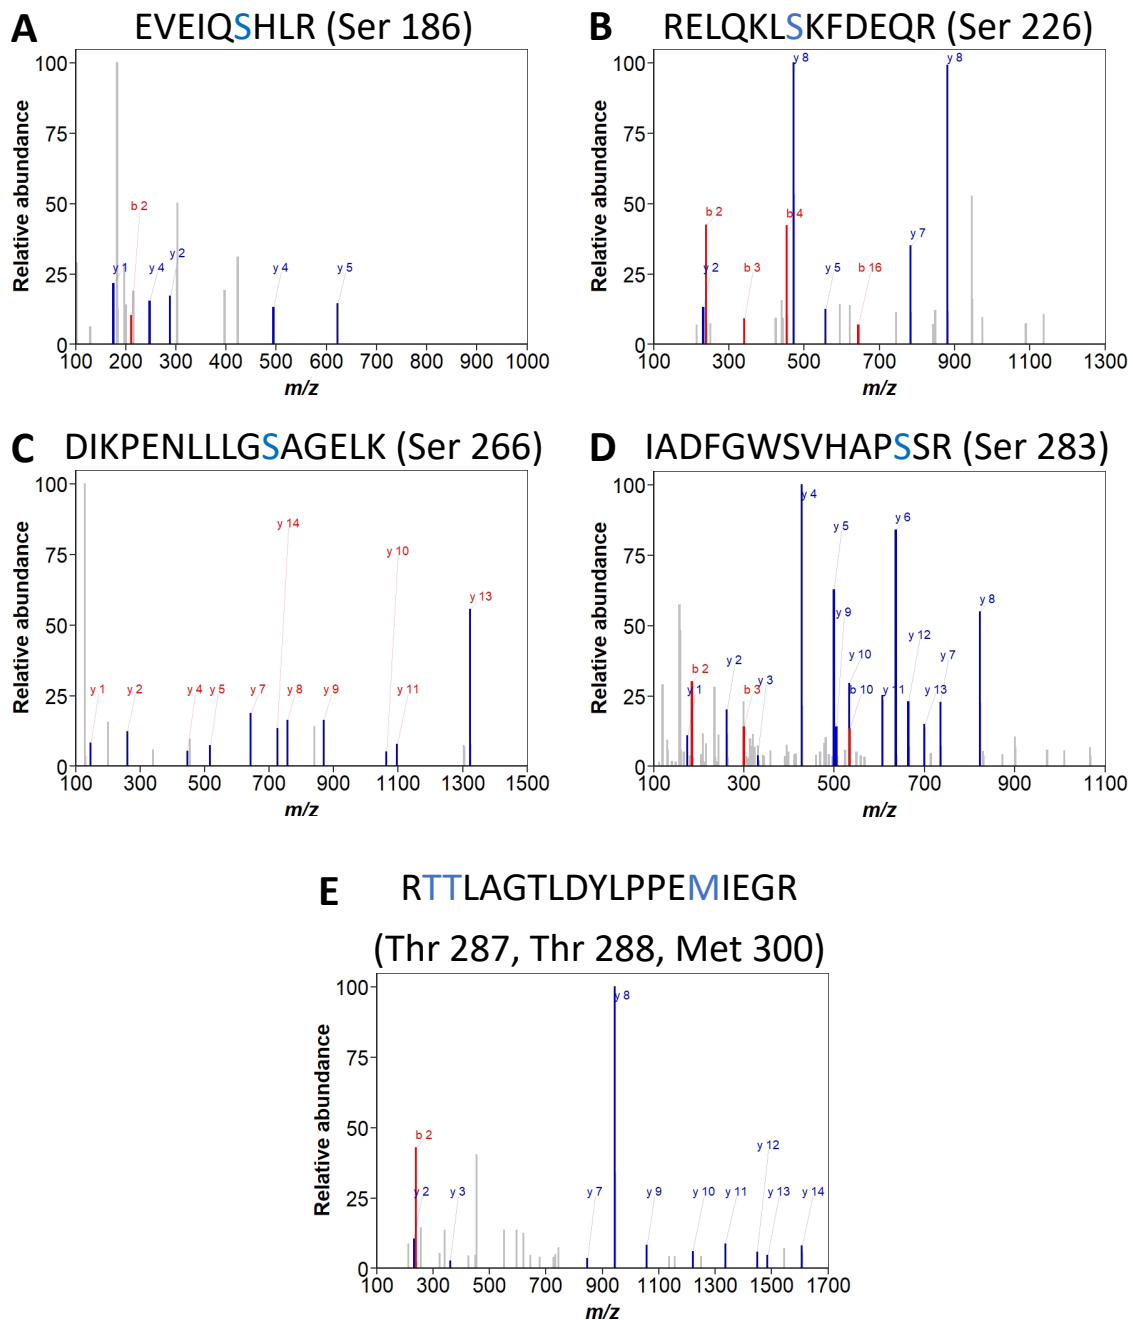 A EVEIQSHLR (Ser 186)
100
75
50
25
0
Relative abundance
b 2
y 1
y 4
y 2
y 4
y 5
100 200 300 400 500 600 700 800 900 1000
m/z
B RELQKLSKFDEQR (Ser 226)
100
75
50
25
0
Relative abundance
y 8
y 8
b 2
b 4
y 7
y 2
b 3
y 5
b 16
100 300 500 700 900 1100 1300
m/z
C DIKPENLLLGSAGELK (Ser 266)
100
75
50
25
0
Relative abundance
y 14
y 10
y 13
y 1
y 2
y 4
y 5
y 7
y 8
y 9
y 11
100 300 500 700 900 1100 1300 1500
m/z
D IADFGWSVHAPSSR (Ser 283)
100
75
50
25
0
Relative abundance
y 4
y 5
y 6
y 9
y 8
y 12
y 10
y 7
y 2
b 2
y 3
y 1
b 3
b 10
y 11
y 13
100 300 500 700 900 1100
m/z
E RTTLAGTLDYLPPEMIEGR
(Thr 287, Thr 288, Met 300)
100
75
50
25
0
Relative abundance
y 8
b 2
y 12
y 2
y 3
y 7
y 9
y 10
y 11
y 13
y 14
100 300 500 700 900 1100 1300 1500 1700
m/z